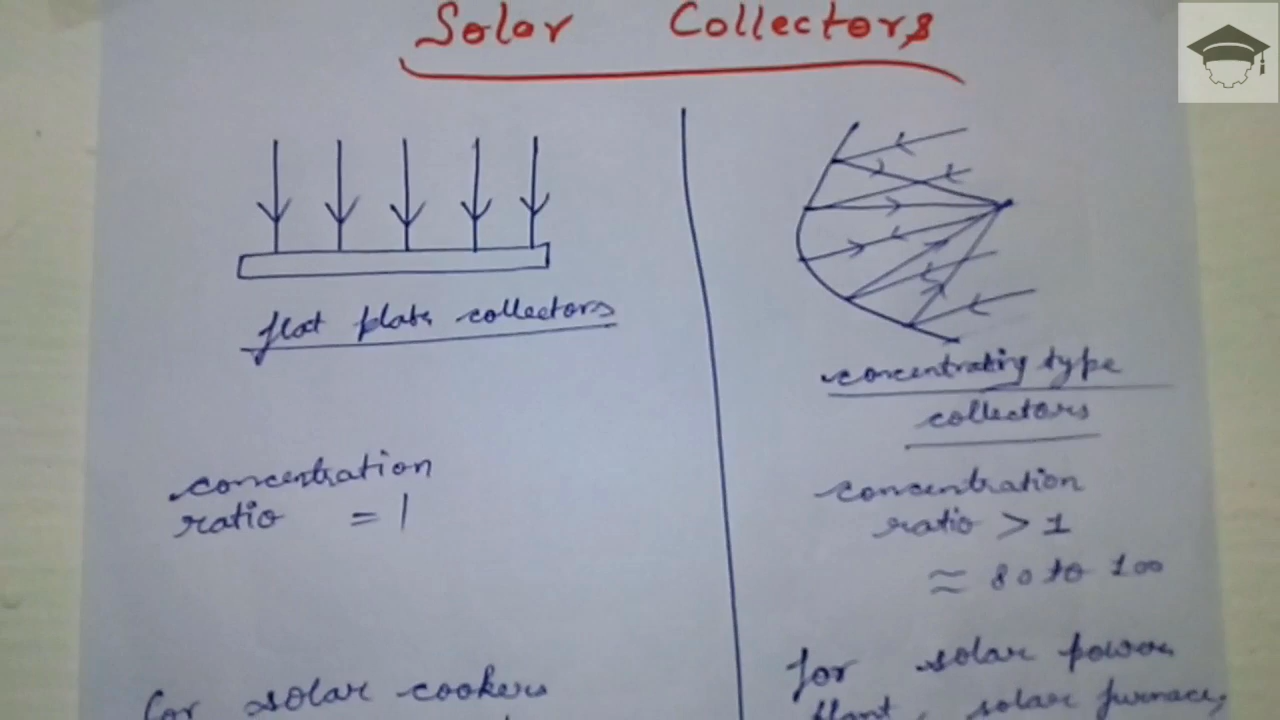 Solar Collectors
flat plate collectors
concentration
ratio = 1
for solar cookers
concentrating type
collectors
concentration
ratio > 1
≈ 80 to 100
for solar power
plant, solar furnace,